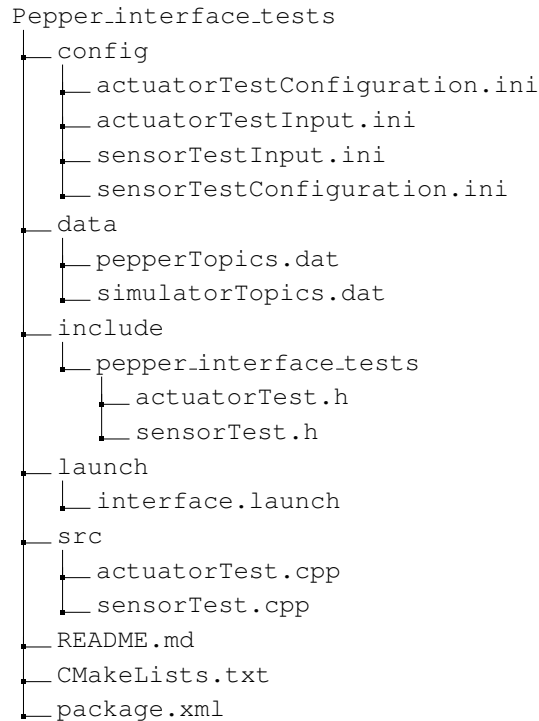 Pepper_interface_tests
config
actuatorTestConfiguration.ini
actuatorTestInput.ini
sensorTestInput.ini
sensorTestConfiguration.ini
data
pepperTopics.dat
simulatorTopics.dat
include
pepper_interface_tests
actuatorTest.h
sensorTest.h
launch
interface.launch
src
actuatorTest.cpp
sensorTest.cpp
README.md
CMakeLists.txt
package.xml